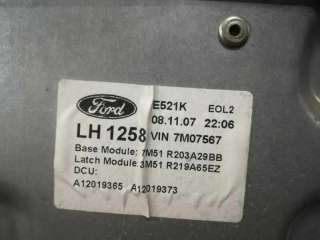 Ford
E521K EOL2
08.11.07 22:06
LH 1258 VIN 7M07567
Base Module: 7M51 R203A29BB
Latch Module: 3M51 R219A65EZ
DCU:
A12019365 A12019373